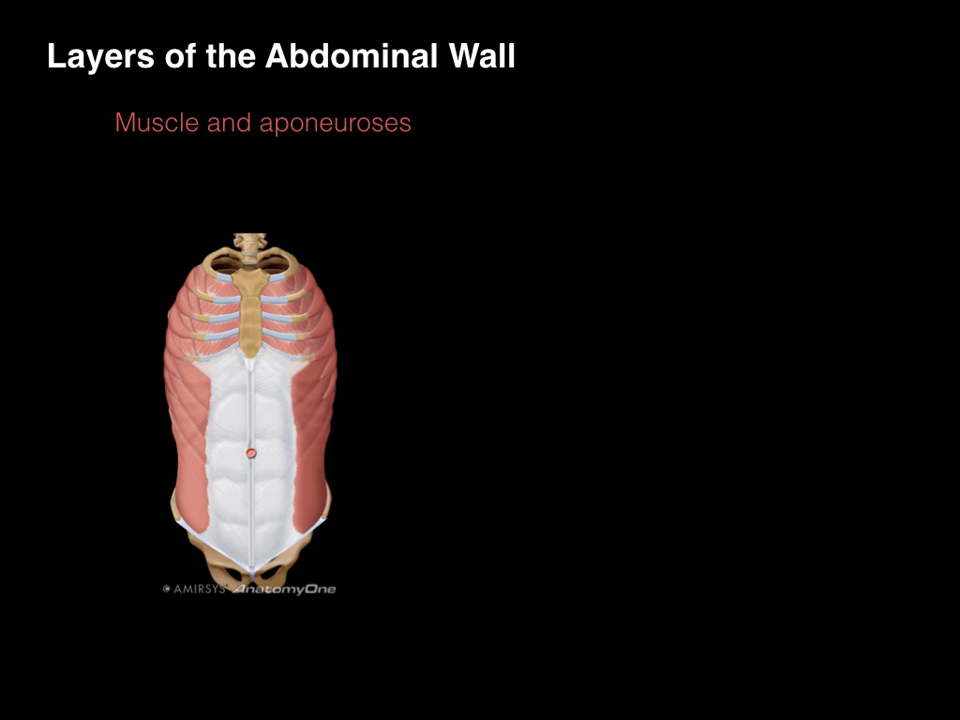 Layers of the Abdominal Wall
Muscle and aponeuroses
© AMIRSYS® AnatomyOne